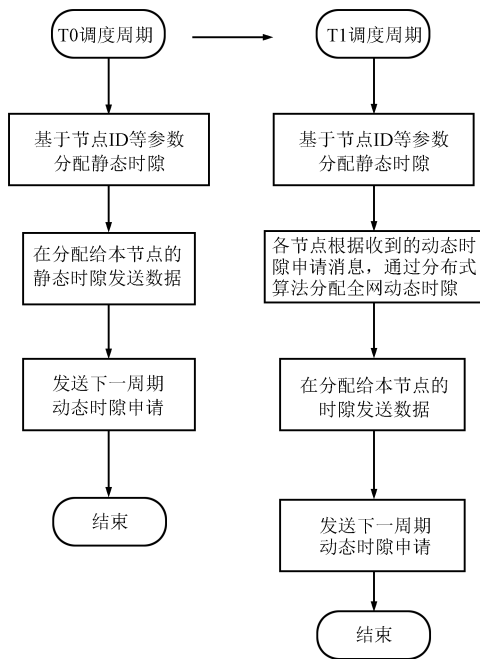 T0调度周期
基于节点ID等参数
分配静态时隙
在分配给本节点的
静态时隙发送数据
发送下一周期
动态时隙申请
结束
T1调度周期
基于节点ID等参数
分配静态时隙
各节点根据收到的动态时
隙申请消息，通过分布式
算法分配全网动态时隙
在分配给本节点的
时隙发送数据
发送下一周期
动态时隙申请
结束